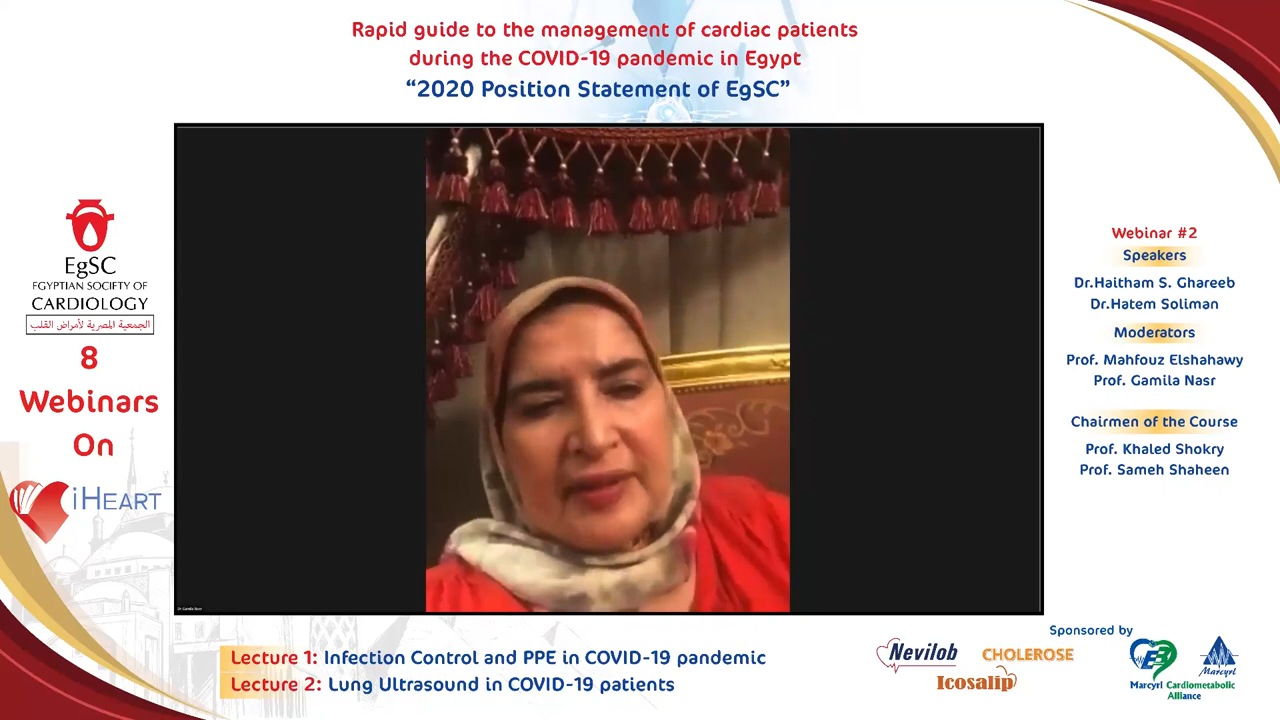 Rapid guide to the management of cardiac patients
during the COVID-19 pandemic in Egypt
“2020 Position Statement of EgSC”
EgSC
EGYPTIAN SOCIETY OF
CARDIOLOGY
الجمعية المصرية لأمراض القلب
8
Webinars
On
iHEART
Dr Gamila Nasr
Webinar #2
Speakers
Dr.Haitham S. Ghareeb
Dr.Hatem Soliman
Moderators
Prof. Mahfouz Elshahawy
Prof. Gamila Nasr
Chairmen of the Course
Prof. Khaled Shokry
Prof. Sameh Shaheen
Lecture 1: Infection Control and PPE in COVID-19 pandemic
Lecture 2: Lung Ultrasound in COVID-19 patients
Sponsored by
Nevilob
CHOLEROSE
Icosalip
Marcyrl Cardiometabolic
Alliance
Marcyrl